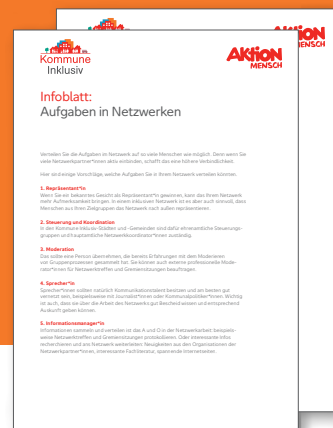 Kommune
Inklusiv
AKTION
MENSCH
AKTION
MENSCH
Infoblatt:
Aufgaben in Netzwerken
Verteilen Sie die Aufgaben im Netzwerk auf so viele Menschen wie möglich. Denn wenn Sie
viele Netzwerkpartner*innen aktiv einbinden, schafft das eine höhere Verbindlichkeit.
Hier sind einige Vorschläge, welche Aufgaben Sie in Ihrem Netzwerk verteilen können.
1. Repräsentant*in
Wenn Sie ein bekanntes Gesicht als Repräsentant*in gewinnen, kann das Ihrem Netzwerk
mehr Aufmerksamkeit bringen. In einem inklusiven Netzwerk ist es aber auch sinnvoll, dass
Menschen aus Ihren Zielgruppen das Netzwerk nach außen repräsentieren.
2. Steuerung und Koordination
In den Kommune Inklusiv-Städten und -Gemeinden sind dafür ehrenamtliche Steuerungs-
gruppen und hauptamtliche Netzwerkkoordinator*innen zuständig.
3. Moderation
Das sollte eine Person übernehmen, die bereits Erfahrungen mit dem Moderieren
von Gruppenprozessen gesammelt hat. Sie können auch externe professionelle Mode-
rator*innen für Netzwerktreffen und Gremiensitzungen beauftragen.
4. Sprecher*in
Sprecher*innen sollten natürlich Kommunikationstalent besitzen und am besten gut
vernetzt sein, beispielsweise mit Journalist*innen oder Kommunalpolitiker*innen. Wichtig
ist auch, dass sie über die Arbeit des Netzwerks gut Bescheid wissen und entsprechend
Auskunft geben können.
5. Informationsmanager*in
Informationen sammeln und verteilen ist das A und O in der Netzwerkarbeit: beispiels-
weise Netzwerktreffen und Gremiensitzungen protokollieren. Oder interessante Infos
recherchieren und ans Netzwerk weiterleiten: Neuigkeiten aus den Organisationen der
Netzwerkpartner*innen, interessante Fachliteratur, spannende Internetseiten.